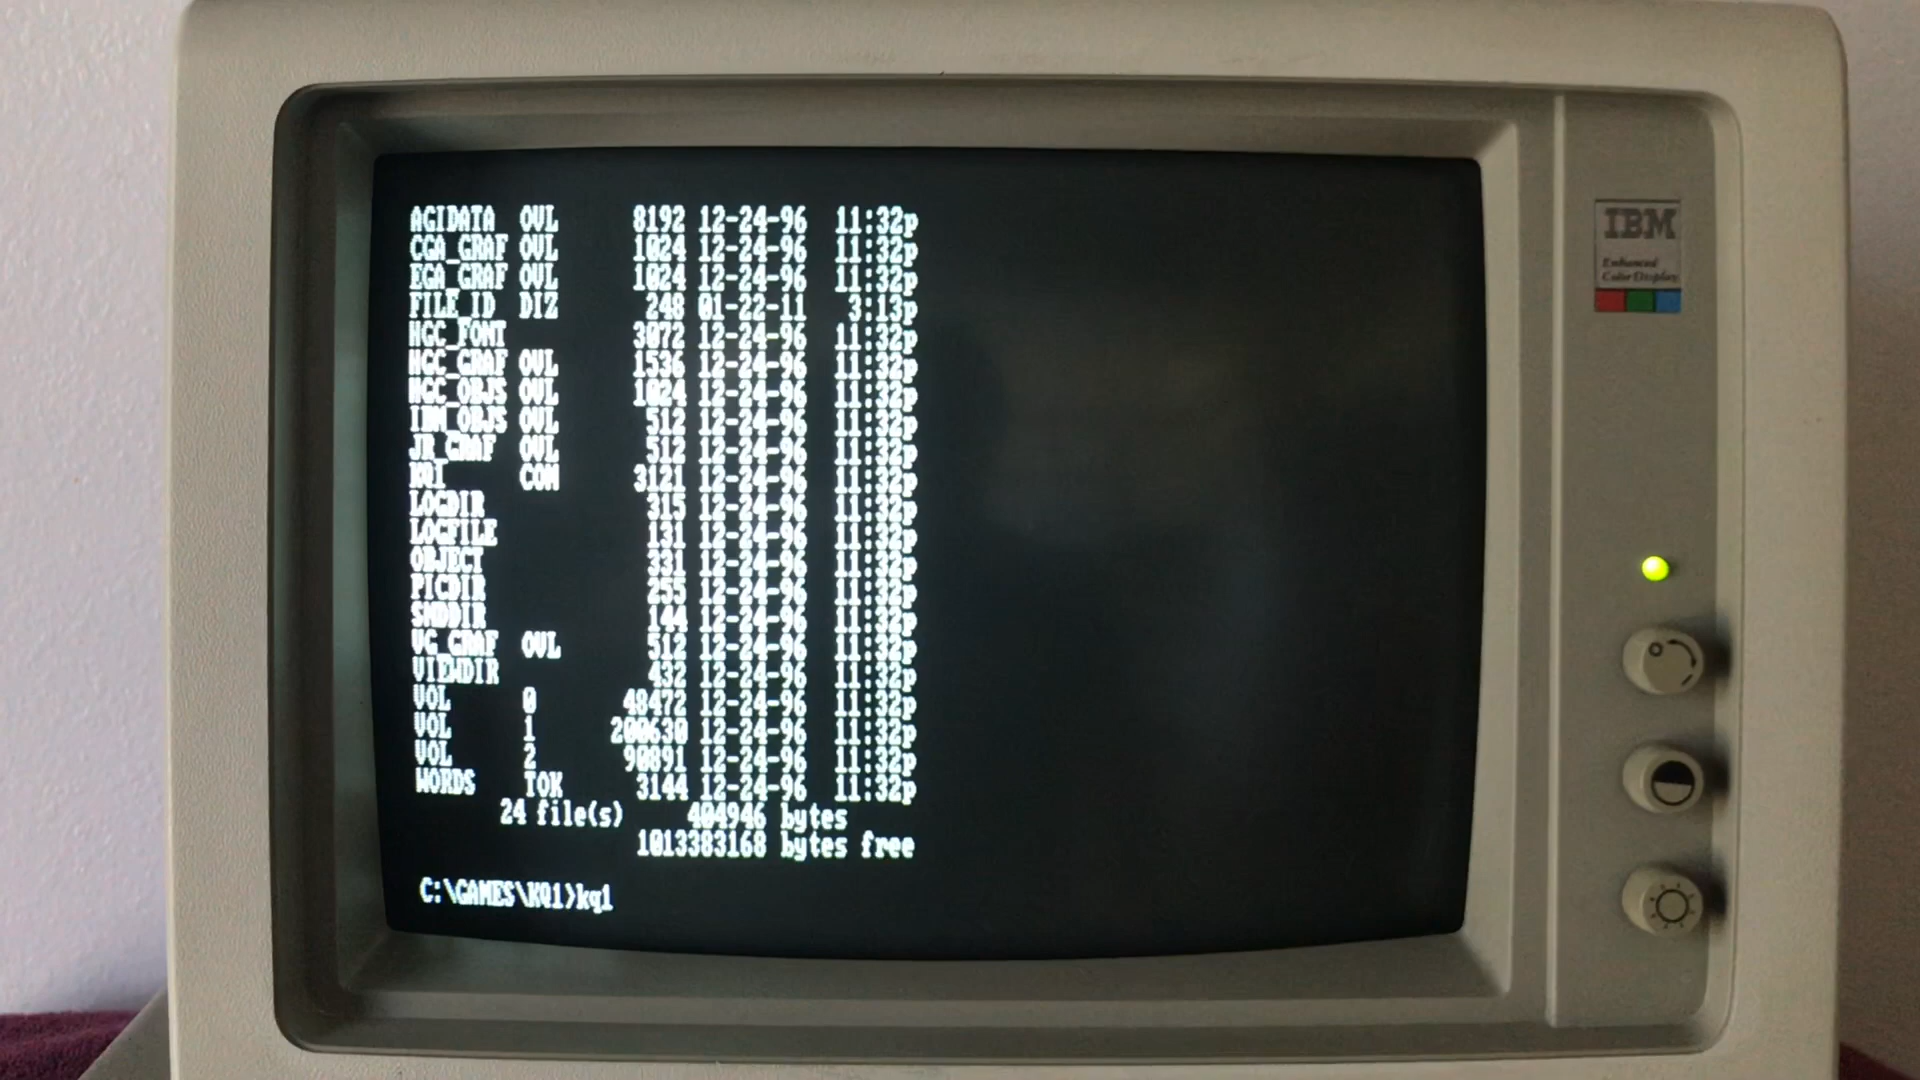 AGIDATA OVL 8192 12-24-96 11:32p
CGA_GRAF OVL 1024 12-24-96 11:32p
EGA_GRAF OVL 1024 12-24-96 11:32p
FILE_ID DIZ 248 01-22-11 3:13p
HGC_FONT 3072 12-24-96 11:32p
HGC_GRAF OVL 1536 12-24-96 11:32p
HGC_OBJS OVL 1024 12-24-96 11:32p
IBM_OBJS OVL 512 12-24-96 11:32p
JR_GRAF OVL 512 12-24-96 11:32p
KQ1 COM 3121 12-24-96 11:32p
LOGDIR 315 12-24-96 11:32p
LOGFILE 131 12-24-96 11:32p
OBJECT 331 12-24-96 11:32p
PICDIR 255 12-24-96 11:32p
SNDDIR 144 12-24-96 11:32p
VG_GRAF OVL 512 12-24-96 11:32p
VIEWDIR 432 12-24-96 11:32p
VOL 0 48472 12-24-96 11:32p
VOL 1 200630 12-24-96 11:32p
VOL 2 90891 12-24-96 11:32p
WORDS TOK 3144 12-24-96 11:32p
24 file(s) 404946 bytes
1013383168 bytes free
C:\GAMES\KQ1>kq1
IBM
Enhanced
Color Display